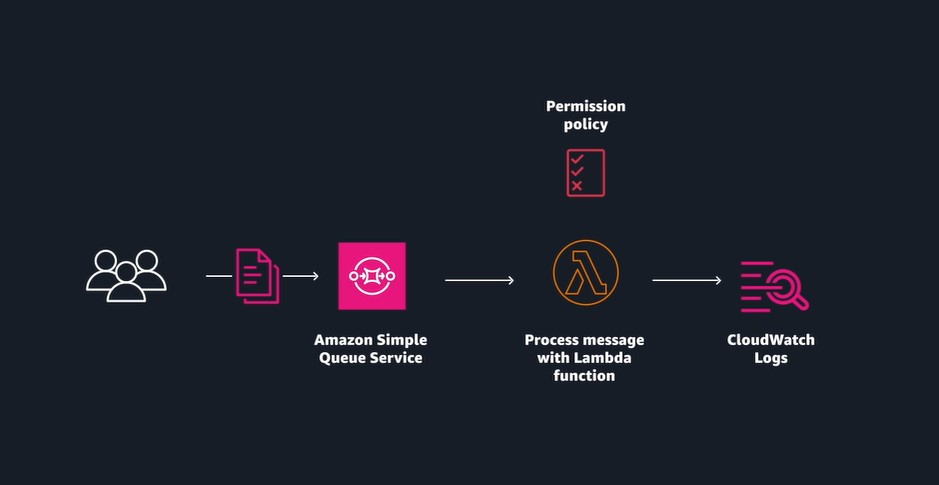 Permission
policy
Amazon Simple
Queue Service
Process message
with Lambda
function
CloudWatch
Logs